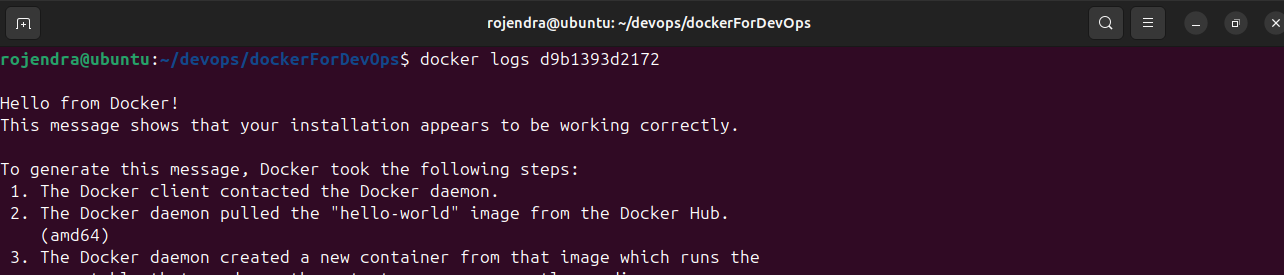 rojendra@ubuntu: ~/devops/dockerForDevOps
rojendra@ubuntu:~/devops/dockerForDevOps$ docker logs d9b1393d2172
Hello from Docker!
This message shows that your installation appears to be working correctly.
To generate this message, Docker took the following steps:
1. The Docker client contacted the Docker daemon.
2. The Docker daemon pulled the "hello-world" image from the Docker Hub.
(amd64)
3. The Docker daemon created a new container from that image which runs the